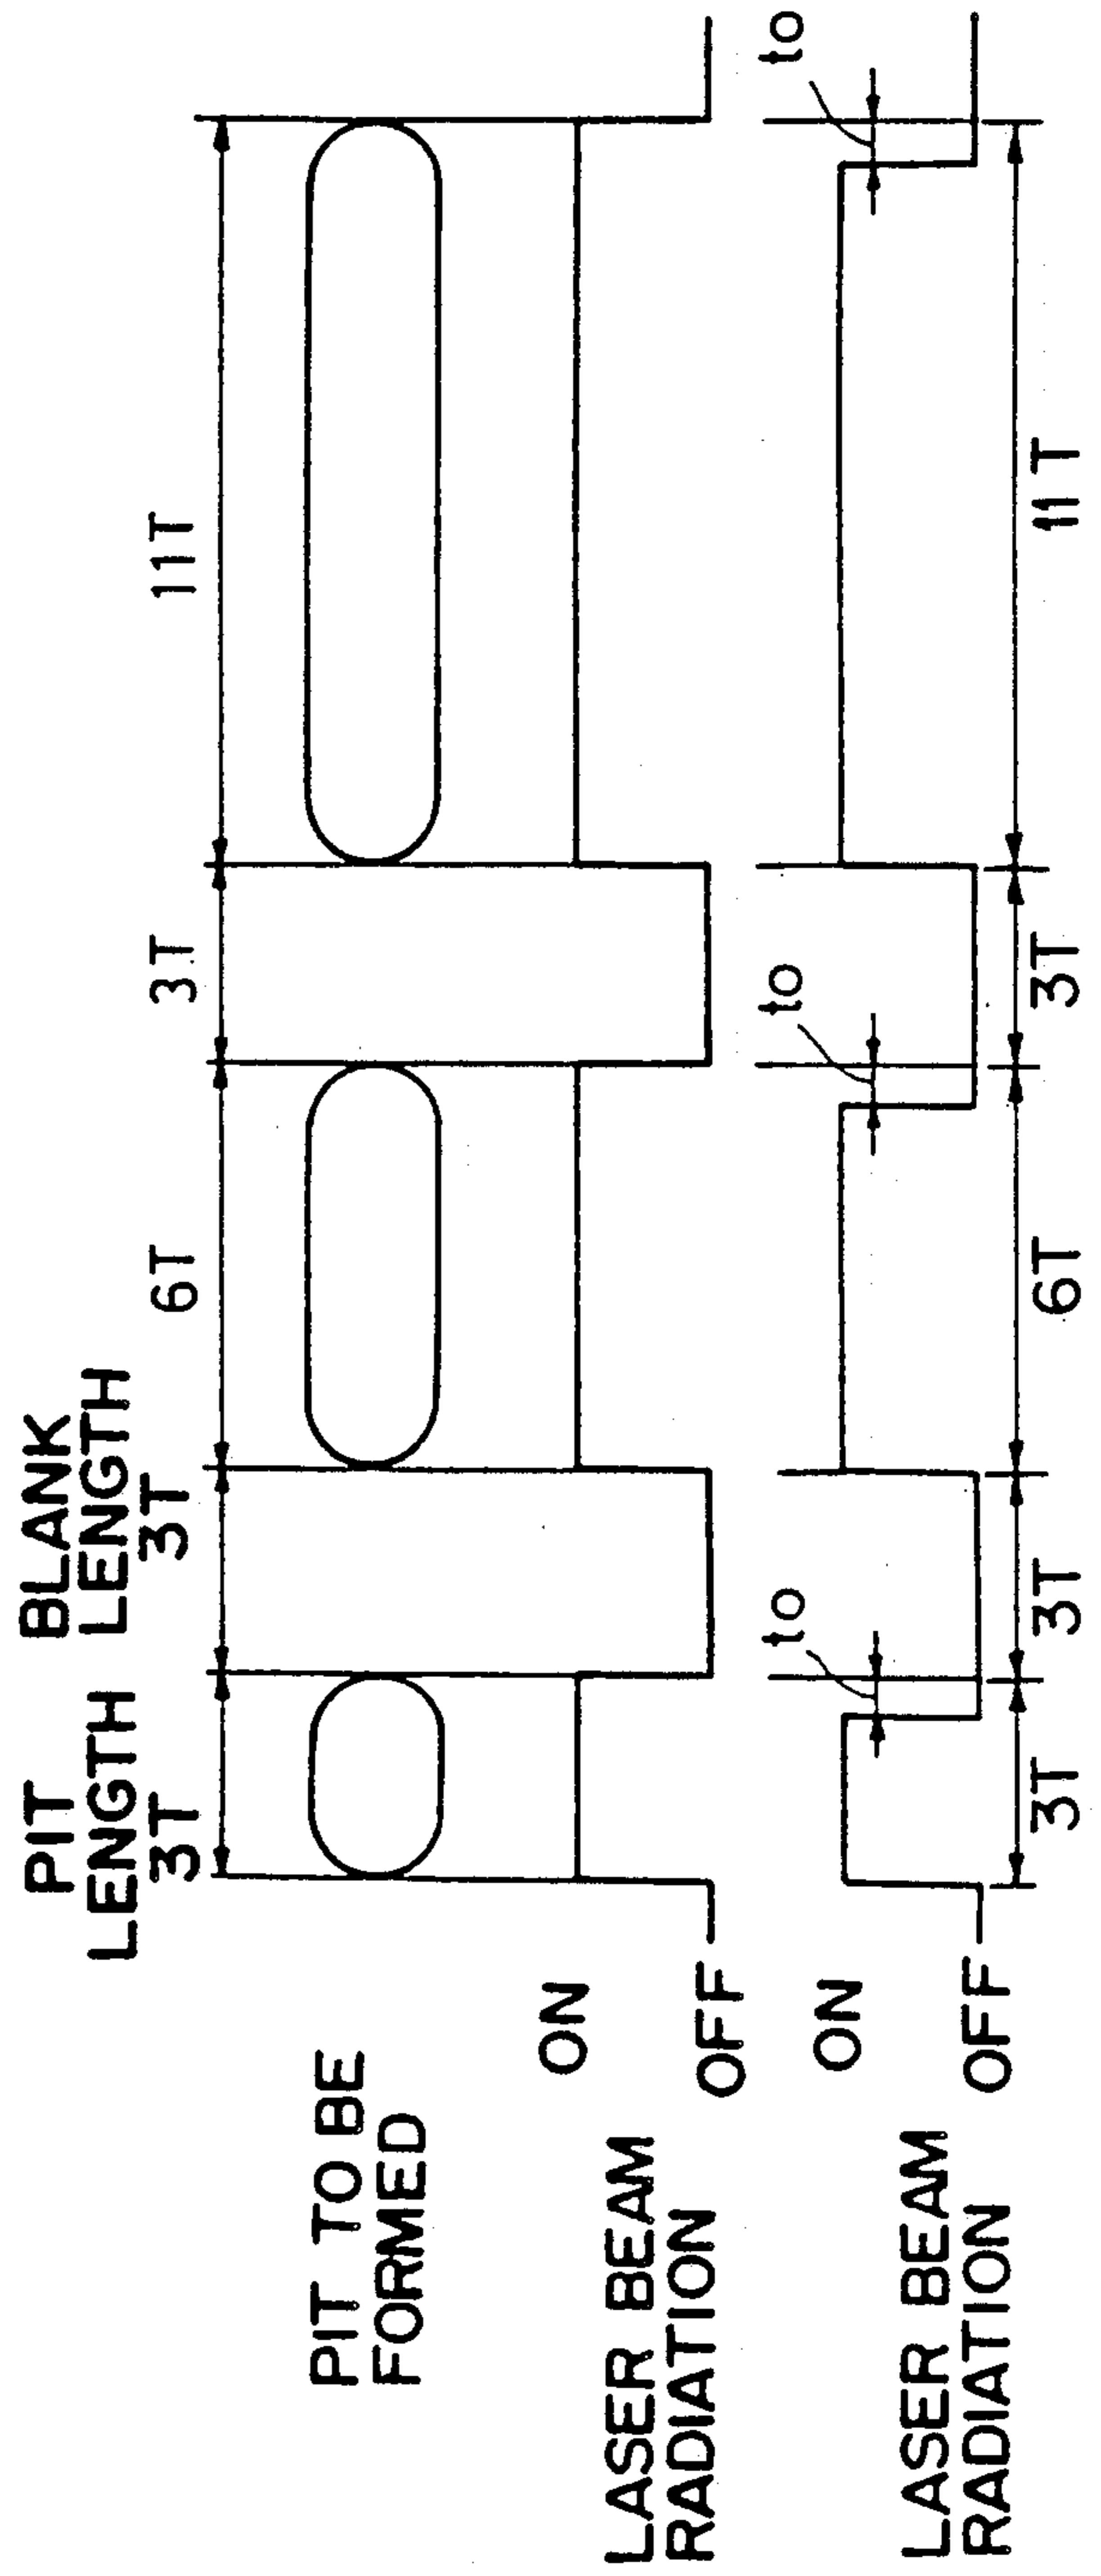 PIT
LENGTH
3T
BLANK
LENGTH
3T
6T
3T
11T
PIT TO BE
FORMED
LASER BEAM
RADIATION
ON
OFF
LASER BEAM
RADIATION
ON
OFF
to
to
to
3T
3T
6T
3T
11T